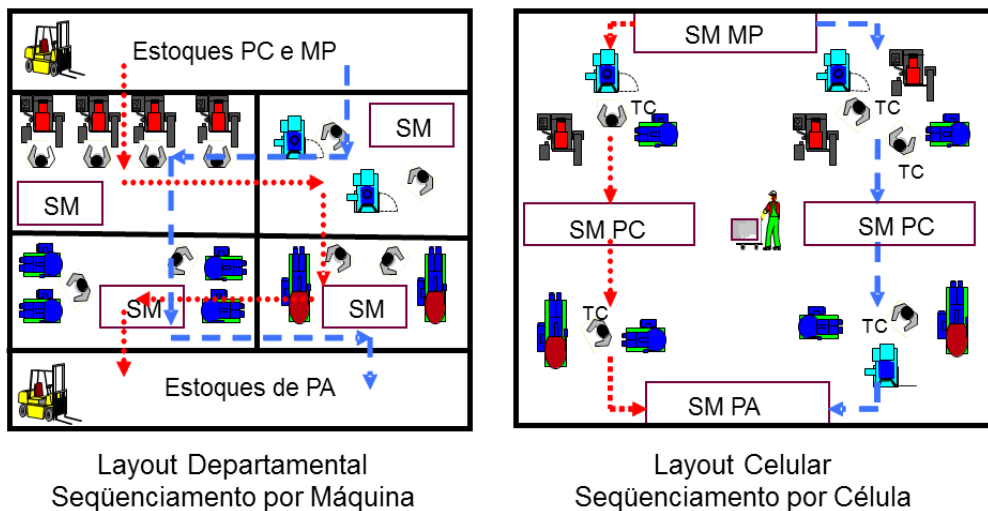 Estoques PC e MP
SM
SM
SM
SM
Estoques de PA
Layout Departamental
Seqüenciamento por Máquina
SM MP
TC
TC
TC
SM PC
SM PC
TC
TC
SM PA
Layout Celular
Seqüenciamento por Célula